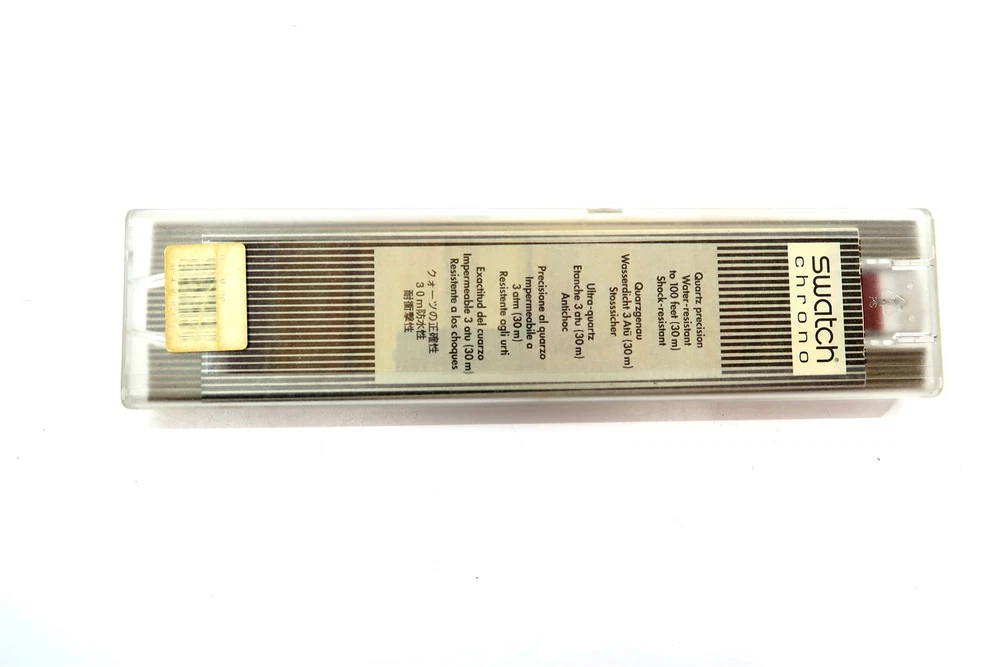 swatch®
chrono
Quartz precision
Water-resistant
to 100 feet (30 m)
Shock-resistant
Quarzgenau
Wasserdicht 3 Atü (30 m)
Stossicher
Ultra-quartz
Etanche 3 atu (30 m)
Antichoc
Precisione al quarzo
Impermeabile a
3 atm (30 m)
Resistente agli urti
Exactitud del cuarzo
Impermeable 3 atu (30 m)
Resistente a los choques
クォーツの正確性
30m防水性
耐衝撃性